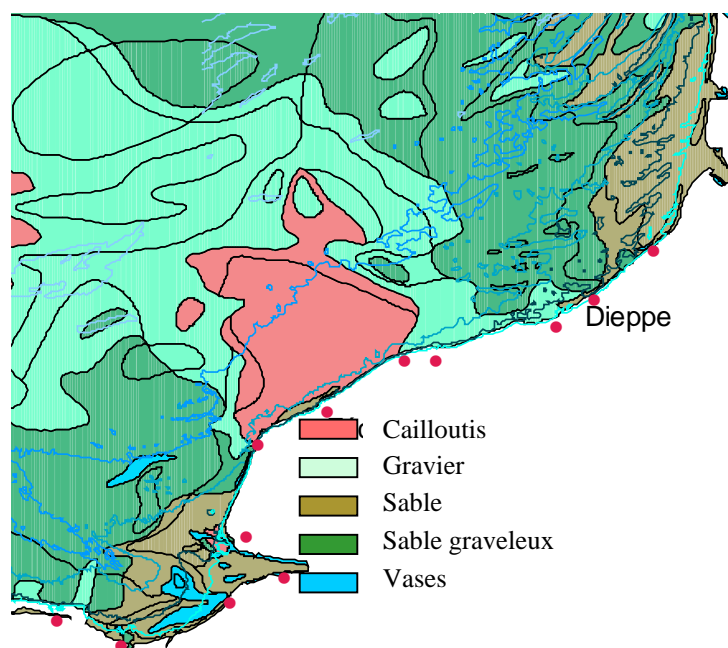 Dieppe
Cailloutis
Gravier
Sable
Sable graveleux
Vases